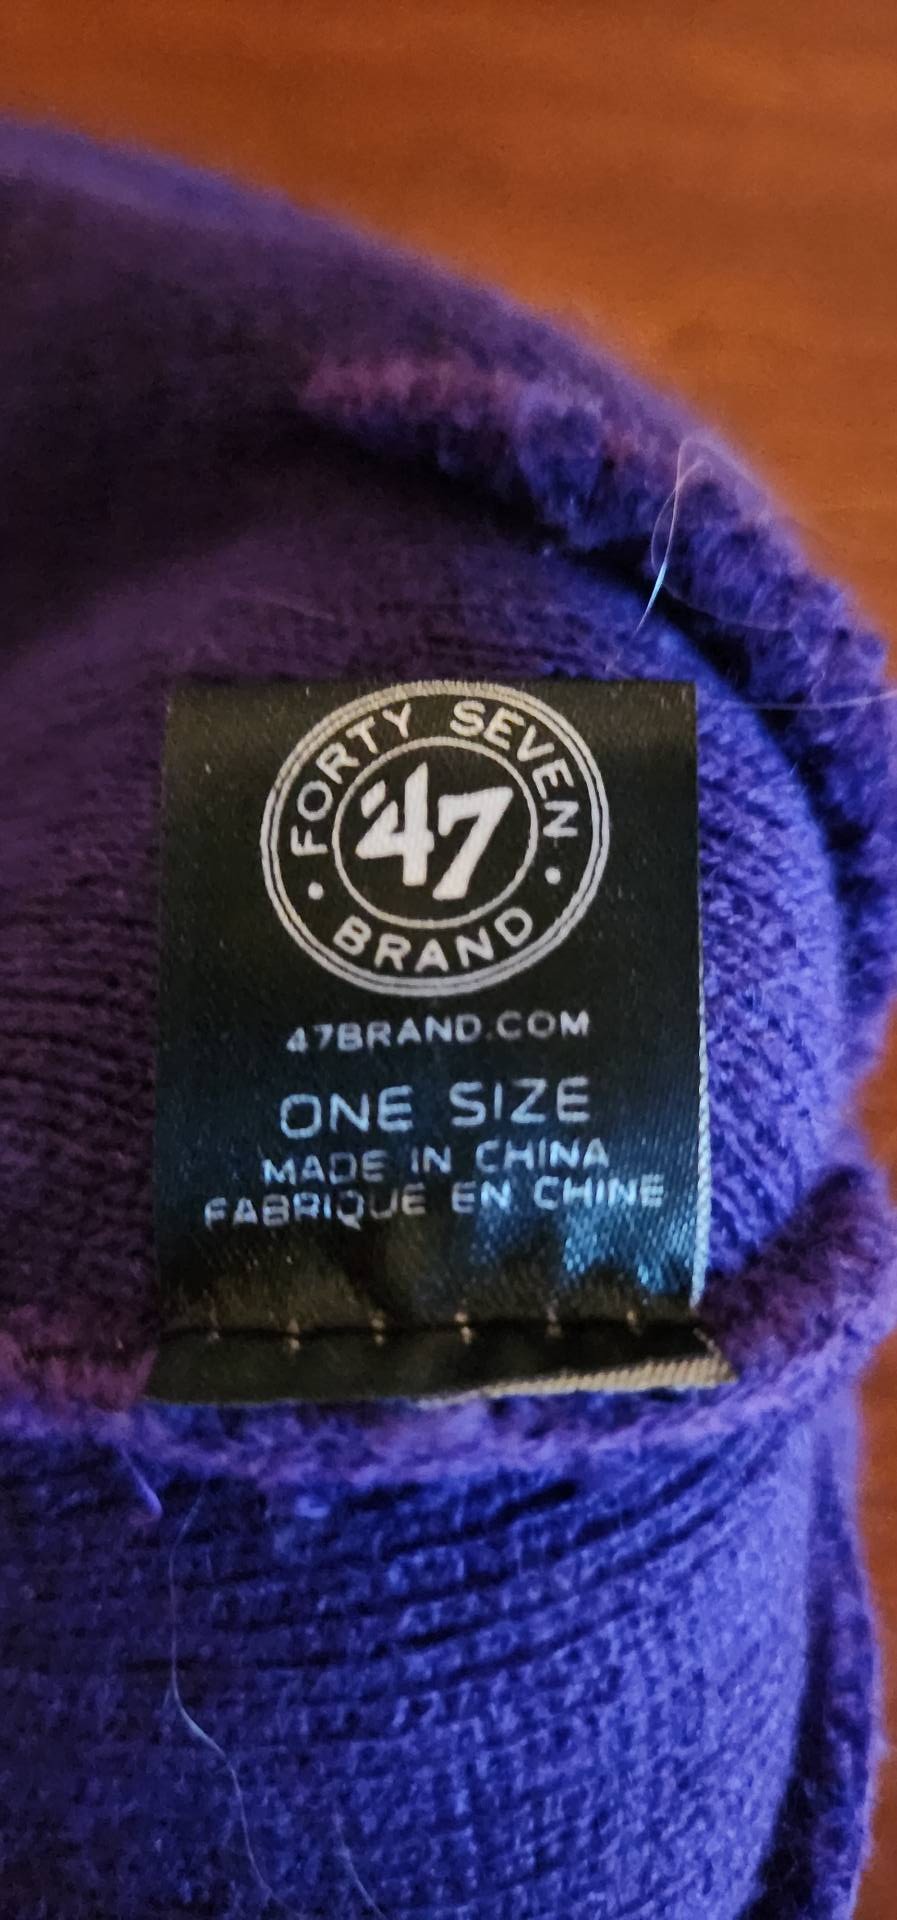 FORTY SEVEN
'47
BRAND
47BRAND.COM
ONE SIZE
MADE IN CHINA
FABRIQUE EN CHINE